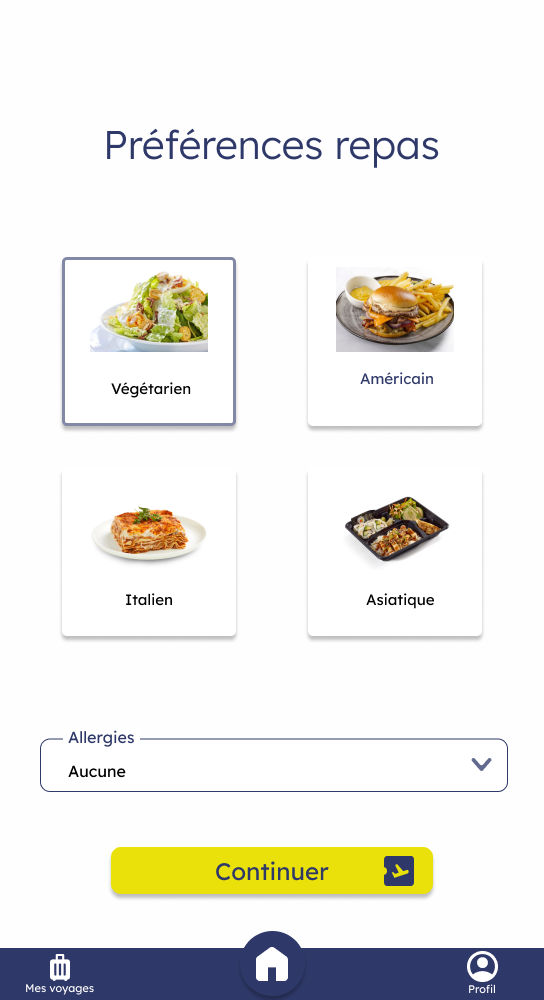 Préférences repas
Végétarien
Américain
Italien
Asiatique
Allergies
Aucune
Continuer
Mes voyages
Profil